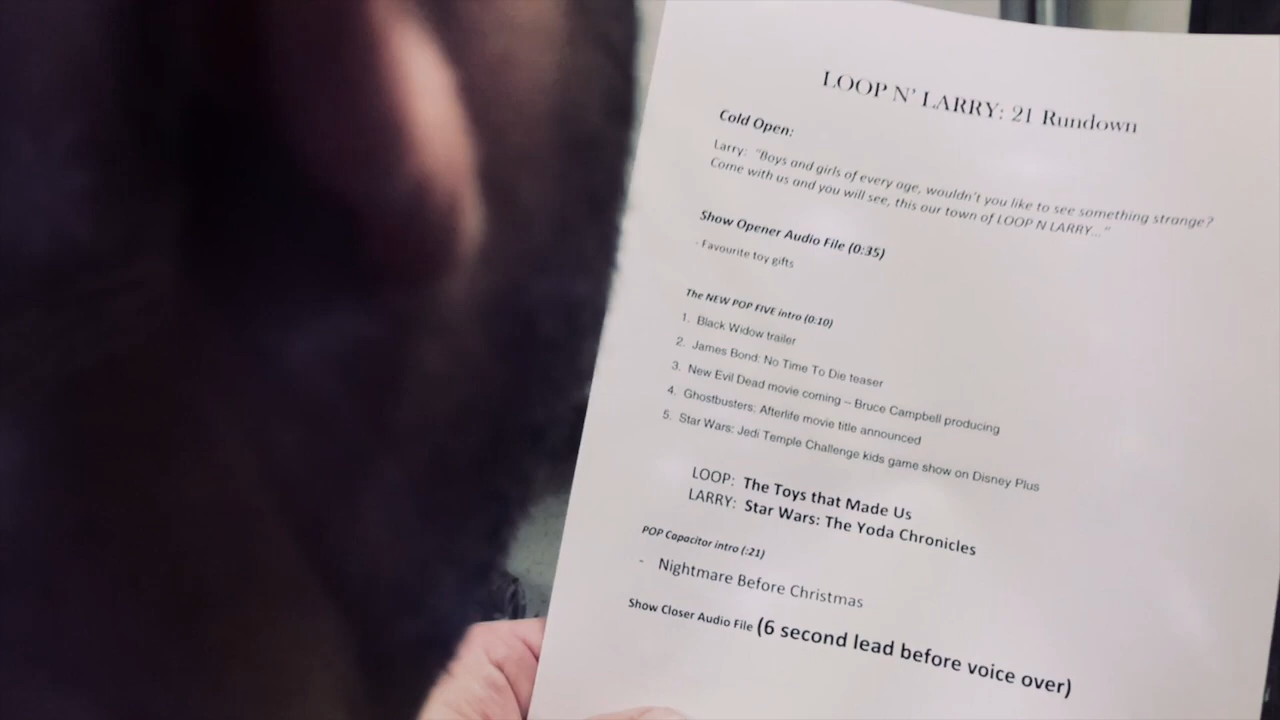 LOOP N' LARRY: 21 Rundown
Cold Open:
Larry: "Boys and girls of every age, wouldn't you like to see something strange?
Come with us and you will see, this our town of LOOP N LARRY..."
Show Opener Audio File (0:35)
- Favourite toy gifts
The NEW POP FIVE intro (0:10)
1. Black Widow trailer
2. James Bond: No Time To Die teaser
3. New Evil Dead movie coming – Bruce Campbell producing
4. Ghostbusters: Afterlife movie title announced
5. Star Wars: Jedi Temple Challenge kids game show on Disney Plus
LOOP: The Toys that Made Us
LARRY: Star Wars: The Yoda Chronicles
POP Capacitor intro (:21)
- Nightmare Before Christmas
Show Closer Audio File (6 second lead before voice over)